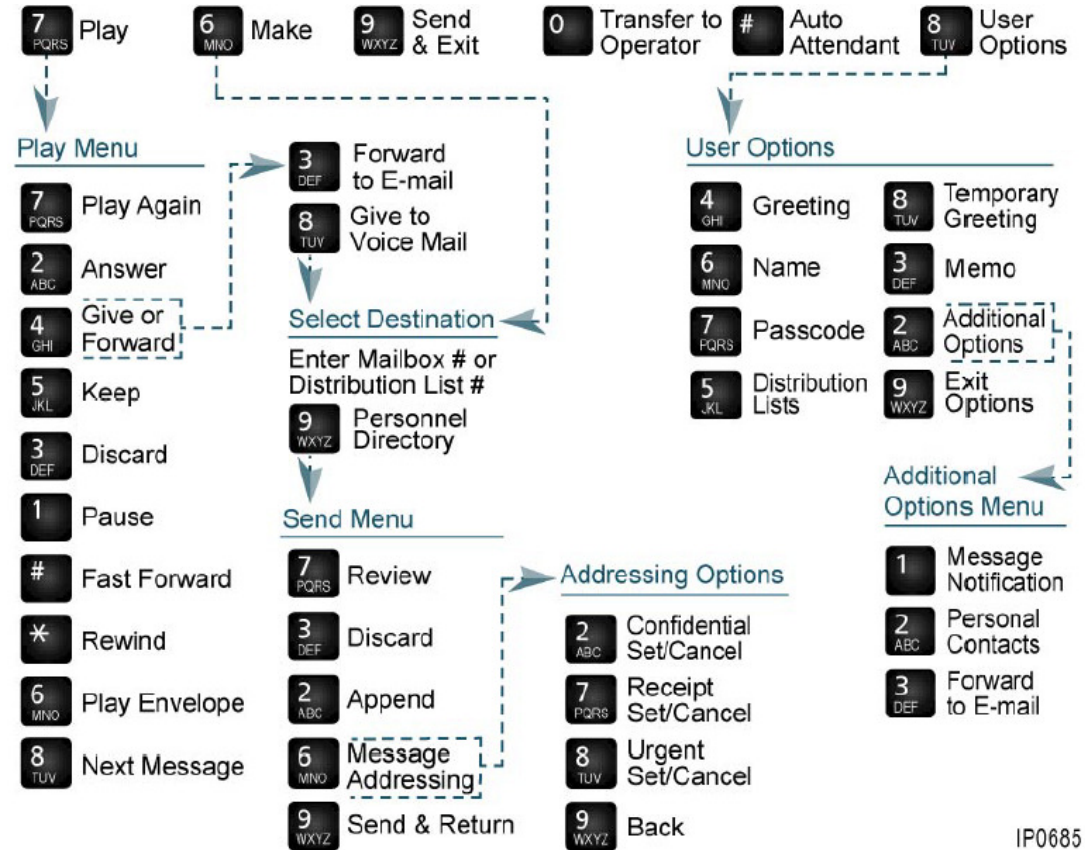 7 PQRS Play
6 MNO Make
9 WXYZ Send
& Exit
0 Transfer to
Operator
# Auto
Attendant
8 TUV User
Options
Play Menu
7 PQRS Play Again
2 ABC Answer
4 GHI Give or
Forward
5 JKL Keep
3 DEF Discard
1 Pause
# Fast Forward
* Rewind
6 MNO Play Envelope
8 TUV Next Message
3 DEF Forward
to E-mail
8 TUV Give to
Voice Mail
Select Destination
Enter Mailbox # or
Distribution List #
9 WXYZ Personnel
Directory
Send Menu
7 PQRS Review
3 DEF Discard
2 ABC Append
6 MNO Message
Addressing
9 WXYZ Send & Return
Addressing Options
2 ABC Confidential
Set/Cancel
7 PQRS Receipt
Set/Cancel
8 TUV Urgent
Set/Cancel
9 WXYZ Back
User Options
4 GHI Greeting
6 MNO Name
7 PQRS Passcode
5 JKL Distribution
Lists
8 TUV Temporary
Greeting
3 DEF Memo
2 ABC Additional
Options
9 WXYZ Exit
Options
Additional
Options Menu
1 Message
Notification
2 ABC Personal
Contacts
3 DEF Forward
to E-mail
IP0685